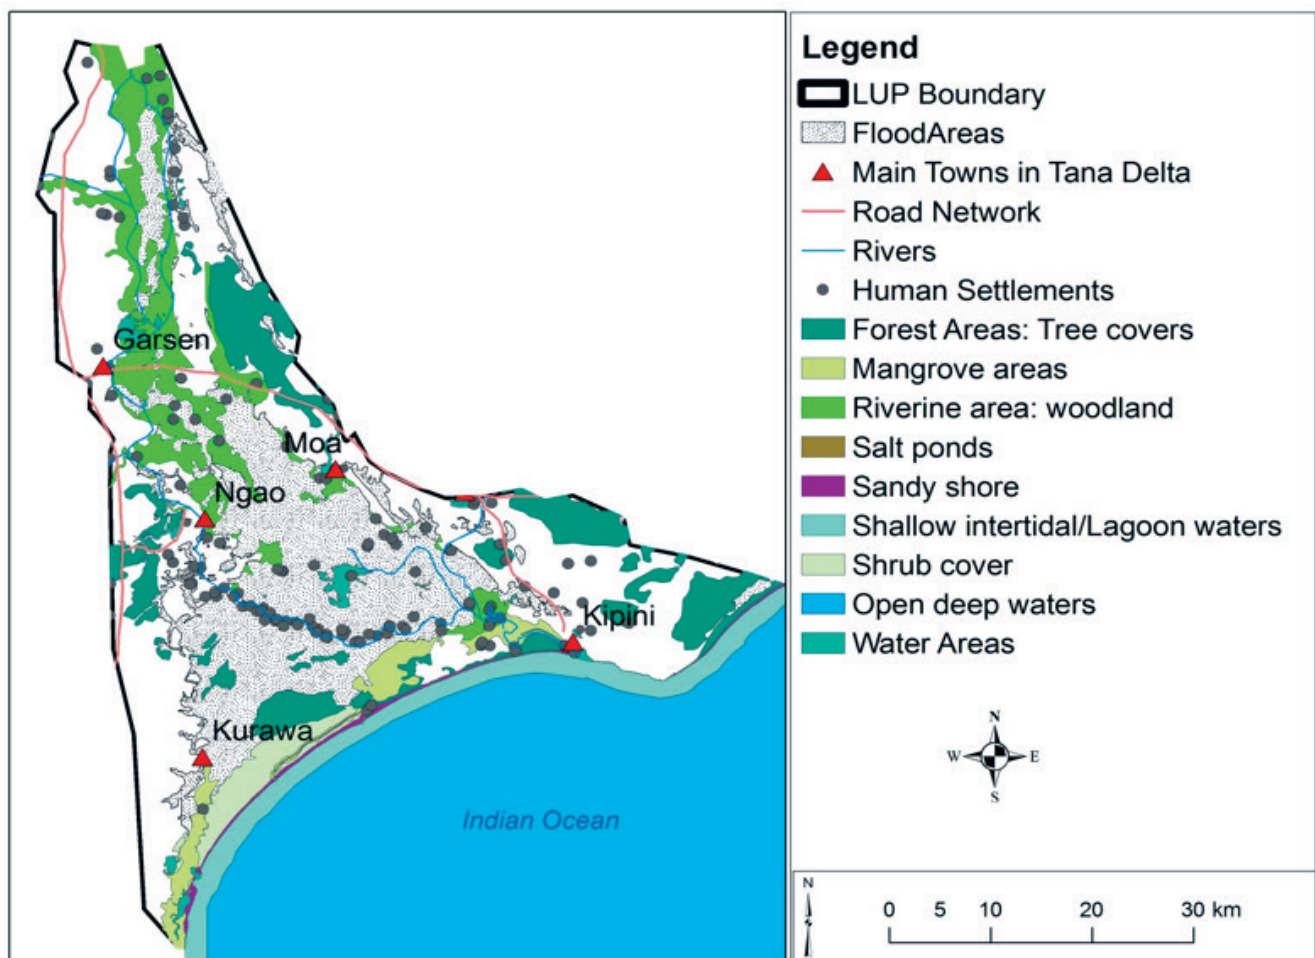 Garsen
Moa
Ngao
Kipini
Kurawa
Indian Ocean
Legend
LUP Boundary
FloodAreas
Main Towns in Tana Delta
Road Network
Rivers
Human Settlements
Forest Areas: Tree covers
Mangrove areas
Riverine area: woodland
Salt ponds
Sandy shore
Shallow intertidal/Lagoon waters
Shrub cover
Open deep waters
Water Areas
N
W E
S
N
0 5 10 20 30 km